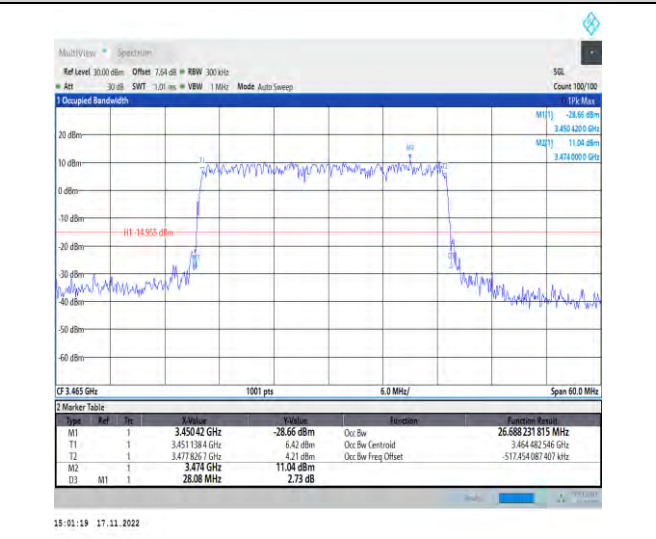 MultiView Spectrum
Ref Level 30.00 dBm Offset 7.64 dB RBW 300 kHz SGL
Att 30 dB SWT 1.01 ms VBW 1 MHz Mode Auto Sweep Count 100/100
1 Occupied Bandwidth 1Pk Max
M1[1] -28.66 dBm
3.450 420 0 GHz
20 dBm M2[1] 11.04 dBm
3.474 000 0 GHz
M2
10 dBm T1 T2
0 dBm
-10 dBm
H1 -14.955 dBm
-20 dBm
M1
-30 dBm
-40 dBm
-50 dBm
-60 dBm
CF 3.465 GHz 1001 pts 6.0 MHz/ Span 60.0 MHz
2 Marker Table
Type Ref Trc X-Value Y-Value Function Function Result
M1 1 3.45042 GHz -28.66 dBm Occ Bw 26.688 231 815 MHz
T1 1 3.451 138 4 GHz 6.42 dBm Occ Bw Centroid 3.464 482 546 GHz
T2 1 3.477 826 7 GHz 4.21 dBm Occ Bw Freq Offset -517.454 087 407 kHz
M2 1 3.474 GHz 11.04 dBm
D3 M1 1 28.08 MHz 2.73 dB
15:01:19 17.11.2022